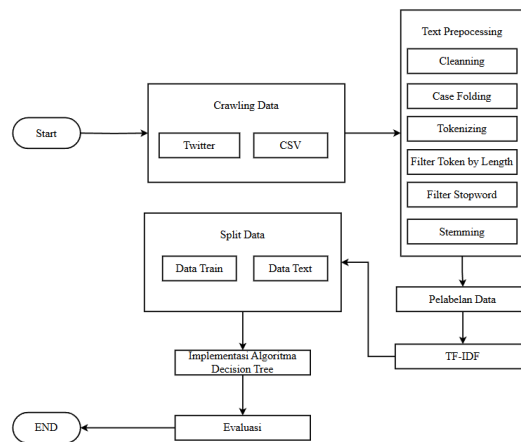 Start
Crawling Data
Twitter
CSV
Text Prepocessing
Cleanning
Case Folding
Tokenizing
Filter Token by Length
Filter Stopword
Stemming
Pelabelan Data
TF-IDF
Split Data
Data Train
Data Text
Implementasi Algoritma
Decision Tree
Evaluasi
END